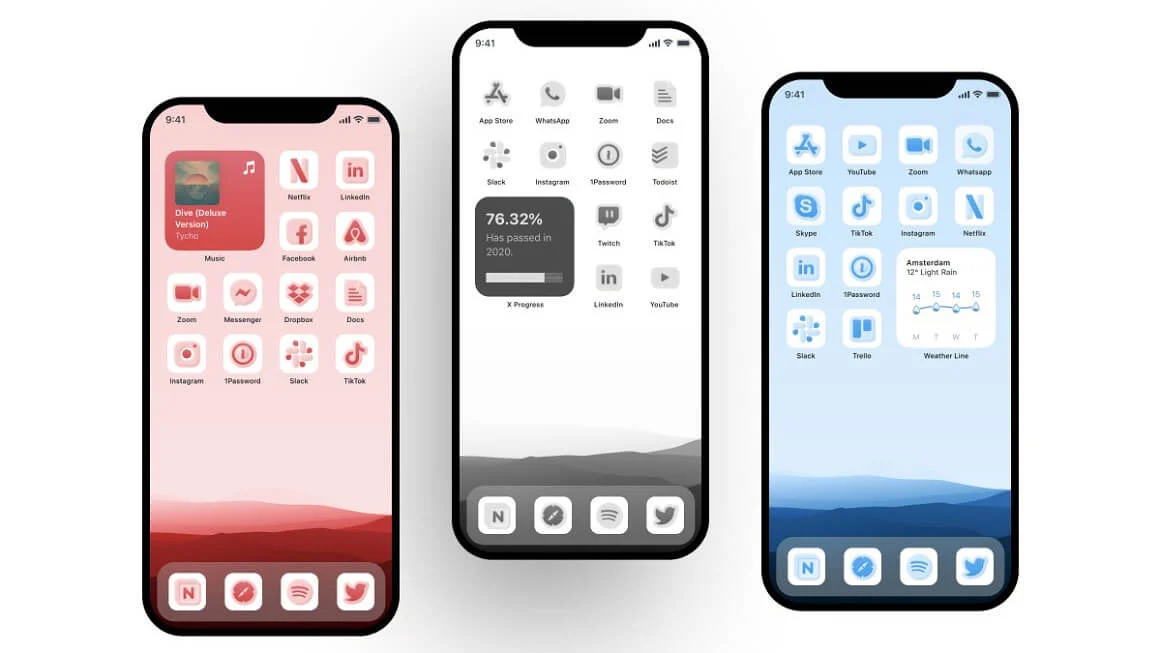 9:41
Dive (Deluxe
Version)
Tycho
Music
Netflix
in
LinkedIn
Facebook
Airbnb
Zoom
Messenger
Dropbox
Docs
Instagram
1Password
Slack
TikTok
N
9:41
App Store
WhatsApp
Zoom
Docs
Slack
Instagram
1Password
Todoist
76.32%
Has passed in
2020.
X Progress
Twitch
TikTok
in
LinkedIn
YouTube
N
9:41
App Store
YouTube
Zoom
Whatsapp
Skype
TikTok
Instagram
Netflix
in
LinkedIn
1Password
Amsterdam
12° Light Rain
14 15 14 15
M T W T
Weather Line
Slack
Trello
N